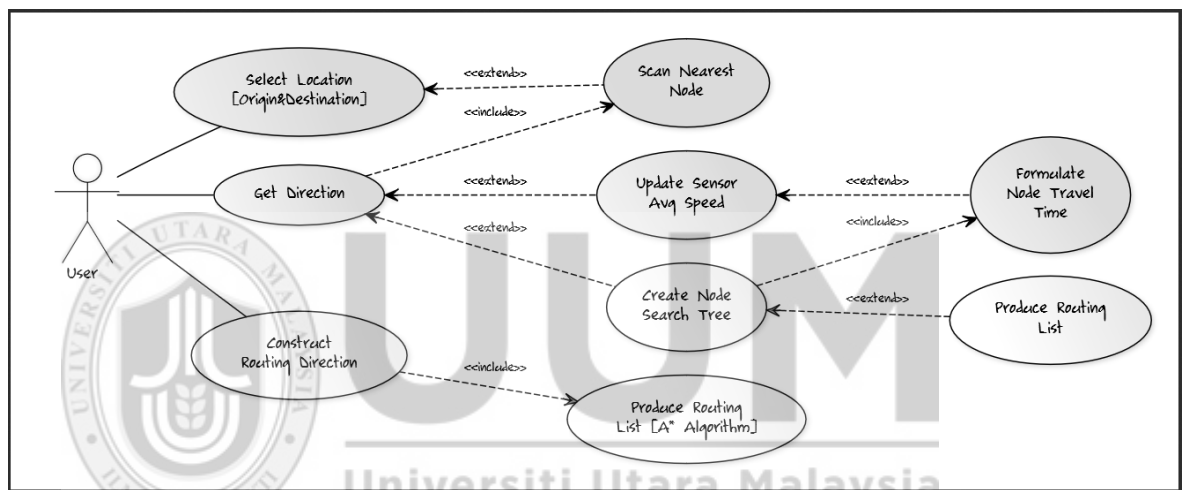 Select Location
[Origin&Destination]
<<extend>>
Scan Nearest
Node
<<include>>
Get Direction
<<extend>>
Update Sensor
Avg Speed
<<extend>>
Formulate
Node Travel
Time
<<extend>>
<<include>>
User
Create Node
Search Tree
<<extend>>
Produce Routing
List
Construct
Routing Direction
<<include>>
Produce Routing
List [A* Algorithm]
UUM
Universiti Utara Malaysia
UNIVERSITI UTARA MALAYSIA